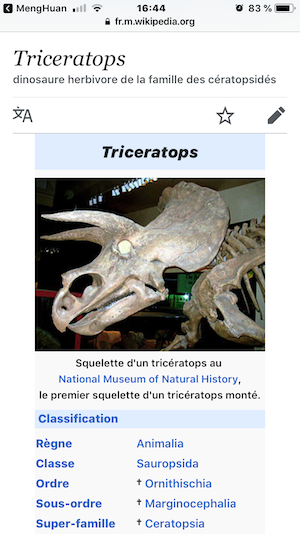 MengHuan 16:44 83 %
fr.m.wikipedia.org
Triceratops
dinosaure herbivore de la famille des cératopsidés
Triceratops
Squelette d'un tricératops au
National Museum of Natural History,
le premier squelette d'un tricératops monté.
Classification
Règne Animalia
Classe Sauropsida
Ordre † Ornithischia
Sous-ordre † Marginocephalia
Super-famille † Ceratopsia